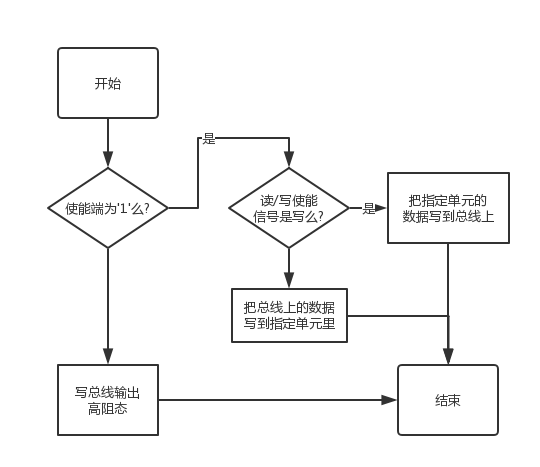 开始
使能端为'1'么?
是
读/写使能
信号是写么?
是
把指定单元的
数据写到总线上
把总线上的数据
写到指定单元里
写总线输出
高阻态
结束